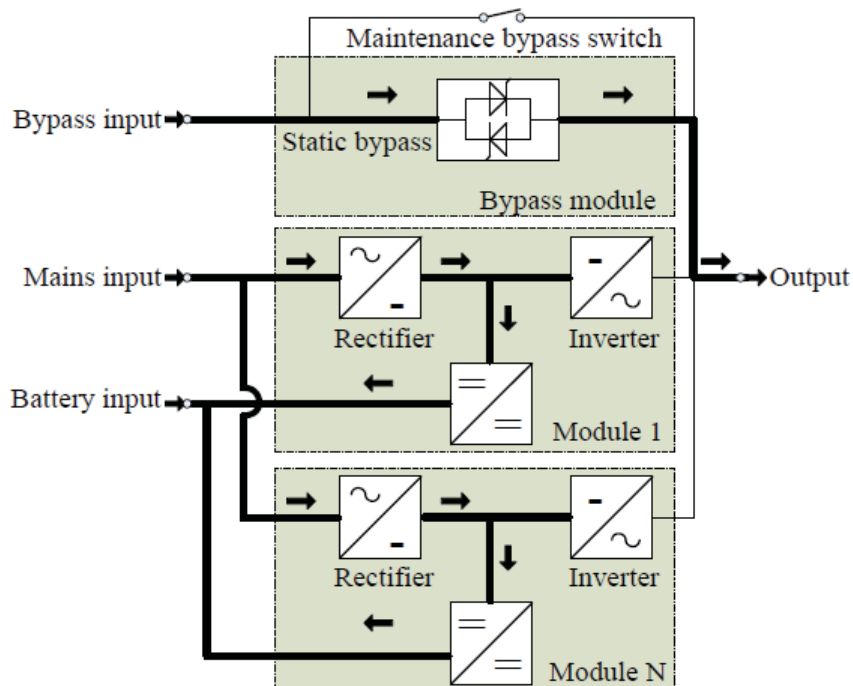 Maintenance bypass switch
Bypass input
Static bypass
Bypass module
Mains input
Rectifier
Inverter
Output
Battery input
Module 1
Rectifier
Inverter
Module N